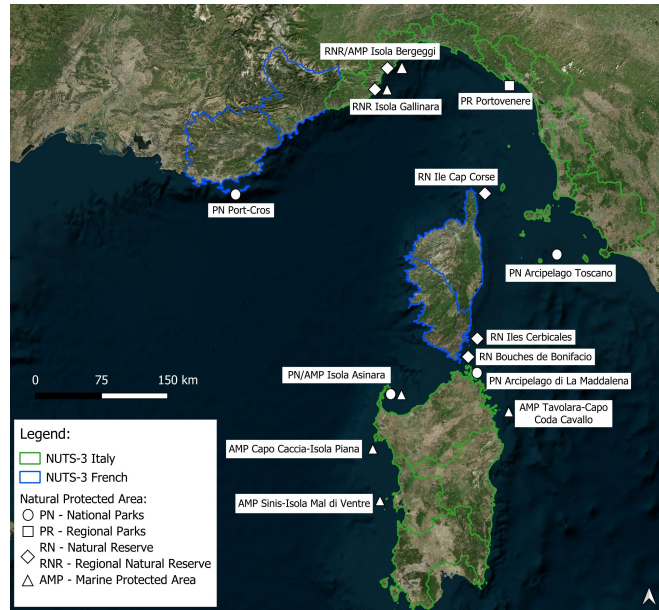 RNR/AMP Isola Bergeggi
RNR Isola Gallinara
PR Portovenere
RN Ile Cap Corse
PN Port-Cros
PN Arcipelago Toscano
RN Iles Cerbicales
RN Bouches de Bonifacio
PN/AMP Isola Asinara
PN Arcipelago di La Maddalena
0 75 150 km
AMP Tavolara-Capo
Coda Cavallo
AMP Capo Caccia-Isola Piana
AMP Sinis-Isola Mal di Ventre
Legend:
NUTS-3 Italy
NUTS-3 French
Natural Protected Area:
PN - National Parks
PR - Regional Parks
RN - Natural Reserve
RNR - Regional Natural Reserve
AMP - Marine Protected Area